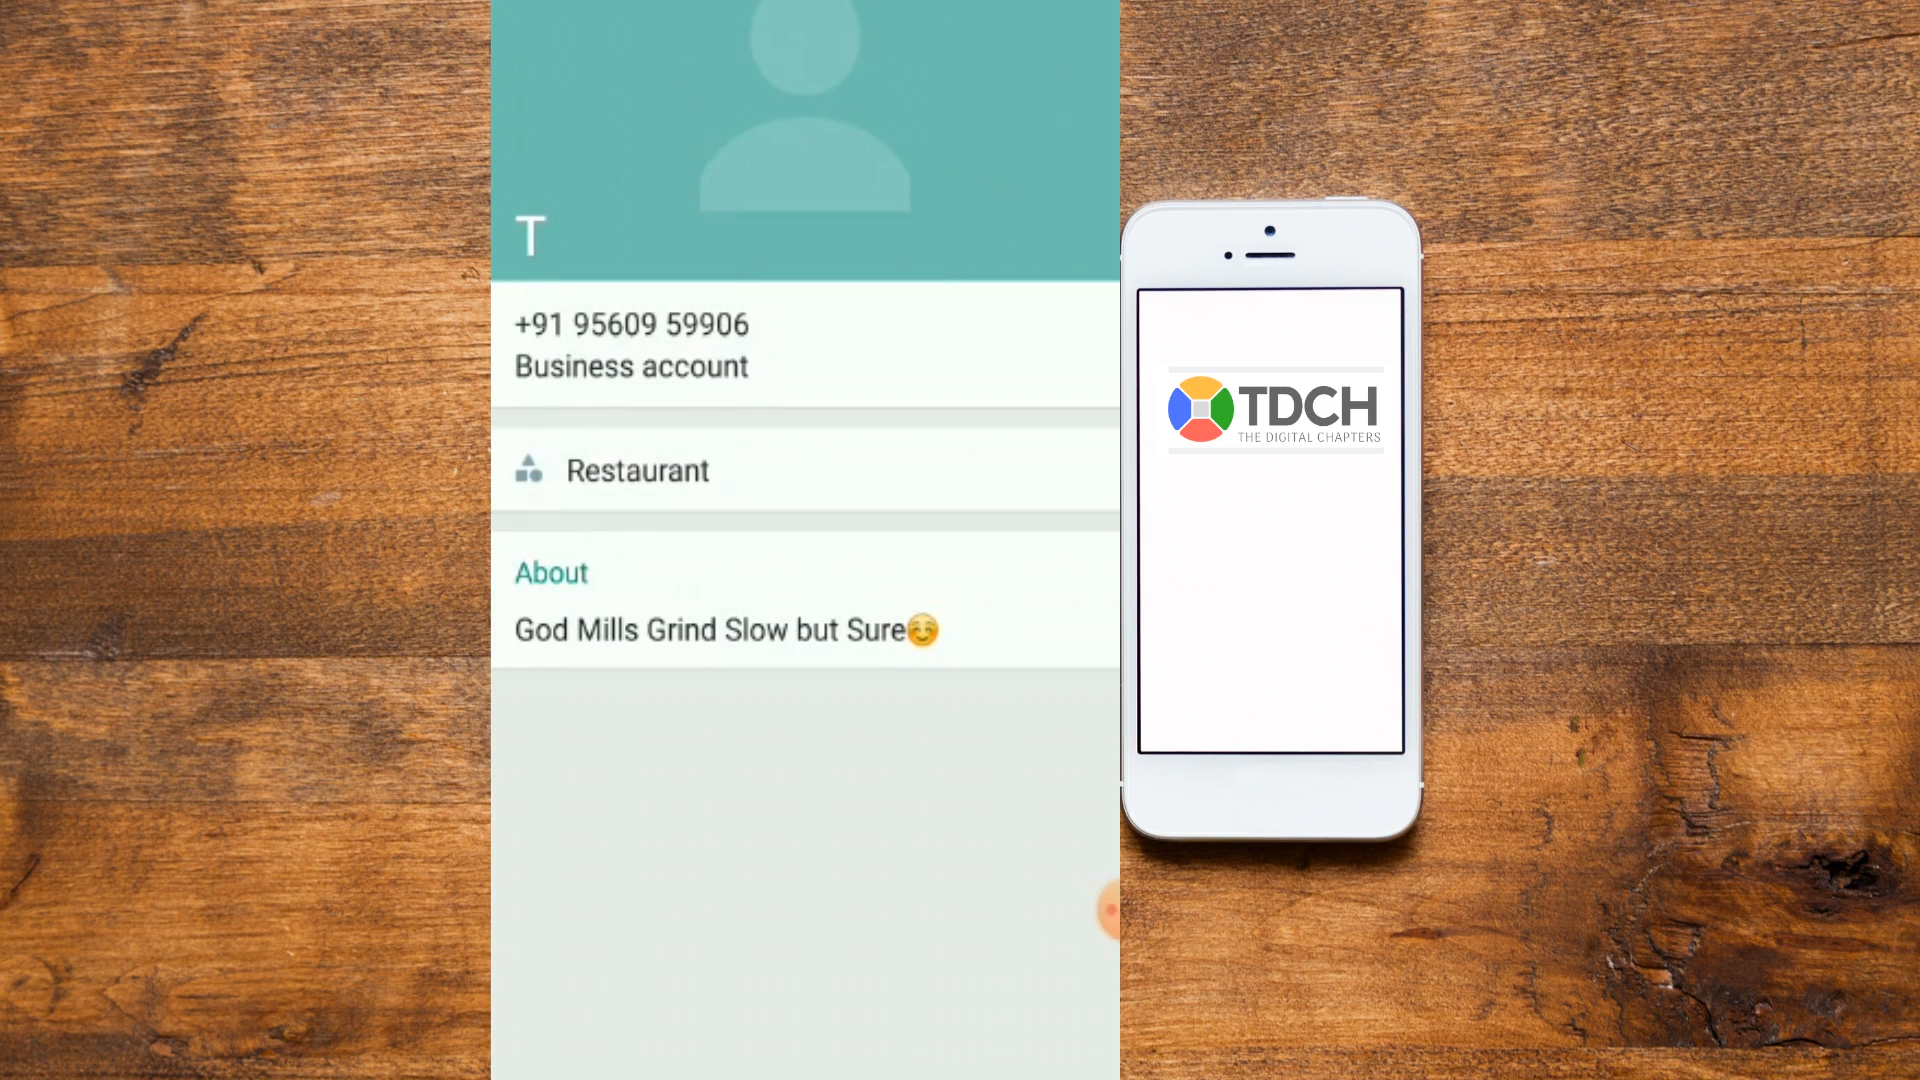 T
+91 95609 59906
Business account
Restaurant
About
God Mills Grind Slow but Sure☺️
TDCH
THE DIGITAL CHAPTERS